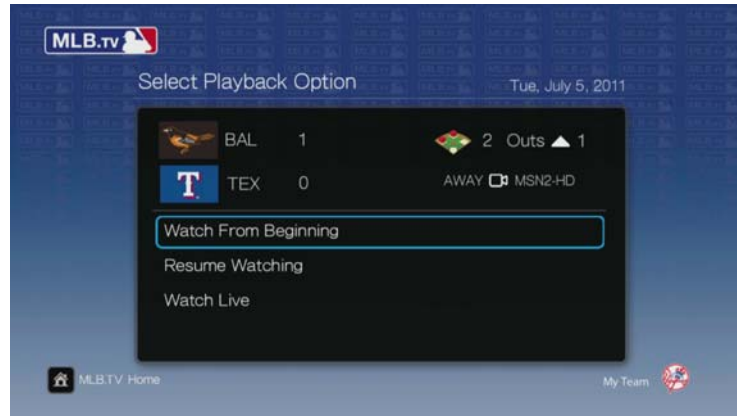 MLB.TV
Select Playback Option
Tue, July 5, 2011
BAL 1
2 Outs ▲ 1
T TEX 0
AWAY MSN2-HD
Watch From Beginning
Resume Watching
Watch Live
MLB.TV Home
My Team